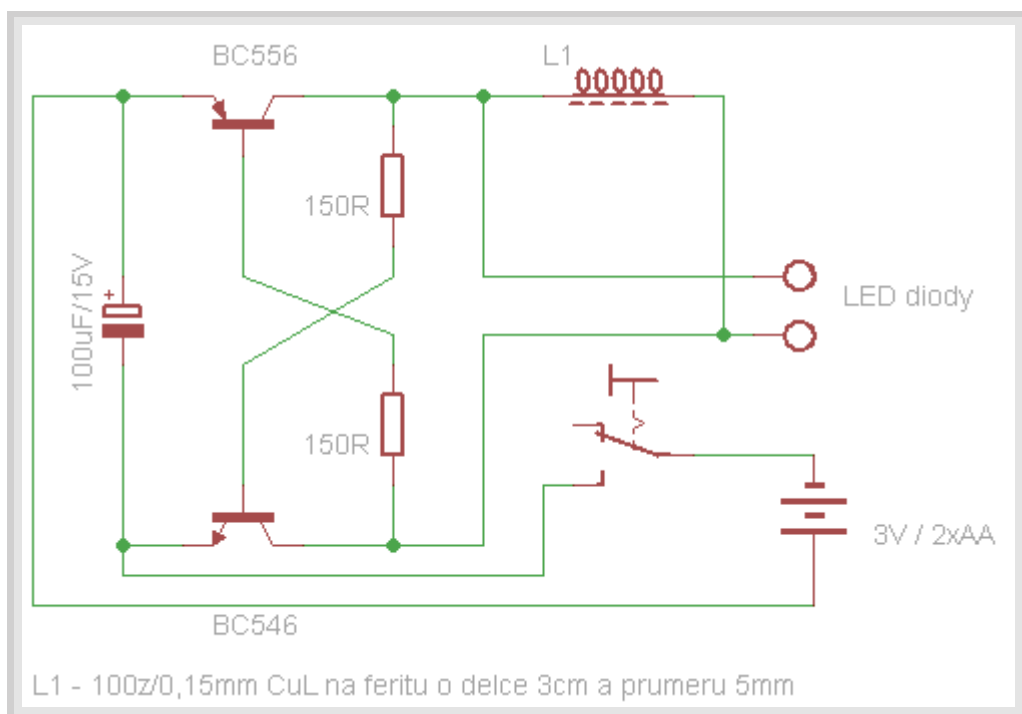 BC556
L1
150R
+
100uF/15V
LED diody
150R
3V / 2xAA
BC546
L1 - 100z/0,15mm CuL na feritu o delce 3cm a prumeru 5mm